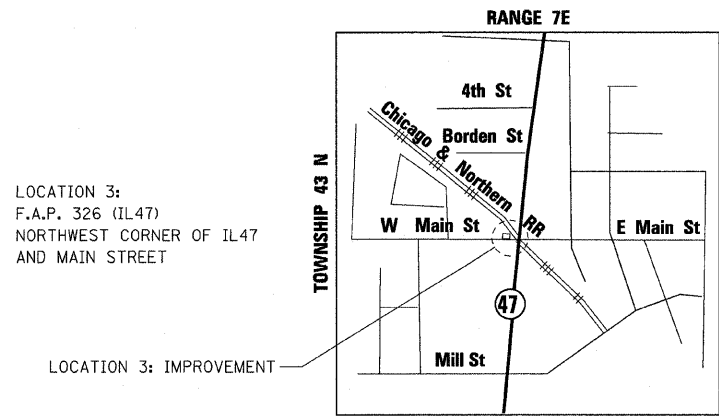 RANGE 7E
TOWNSHIP 43 N
4th St
Borden St
Chicago & Northern RR
W Main St
E Main St
47
Mill St
LOCATION 3:
F.A.P. 326 (IL47)
NORTHWEST CORNER OF IL47
AND MAIN STREET
LOCATION 3: IMPROVEMENT